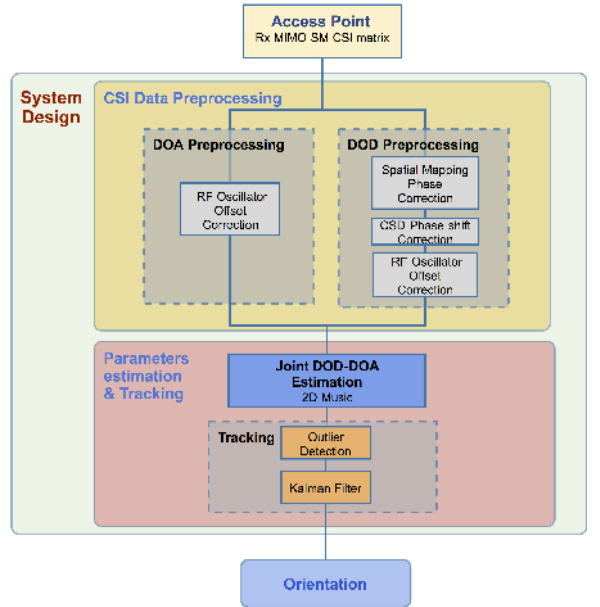 Access Point
Rx MIMO SM CSI matrix
System
Design
CSI Data Preprocessing
DOA Preprocessing
RF Oscillator
Offset
Correction
DOD Preprocessing
Spatial Mapping
Phase
Correction
CSD Phase shift
Correction
RF Oscillator
Offset
Correction
Parameters
estimation
& Tracking
Joint DOD-DOA
Estimation
2D Music
Tracking
Outlier
Detection
Kalman Filter
Orientation